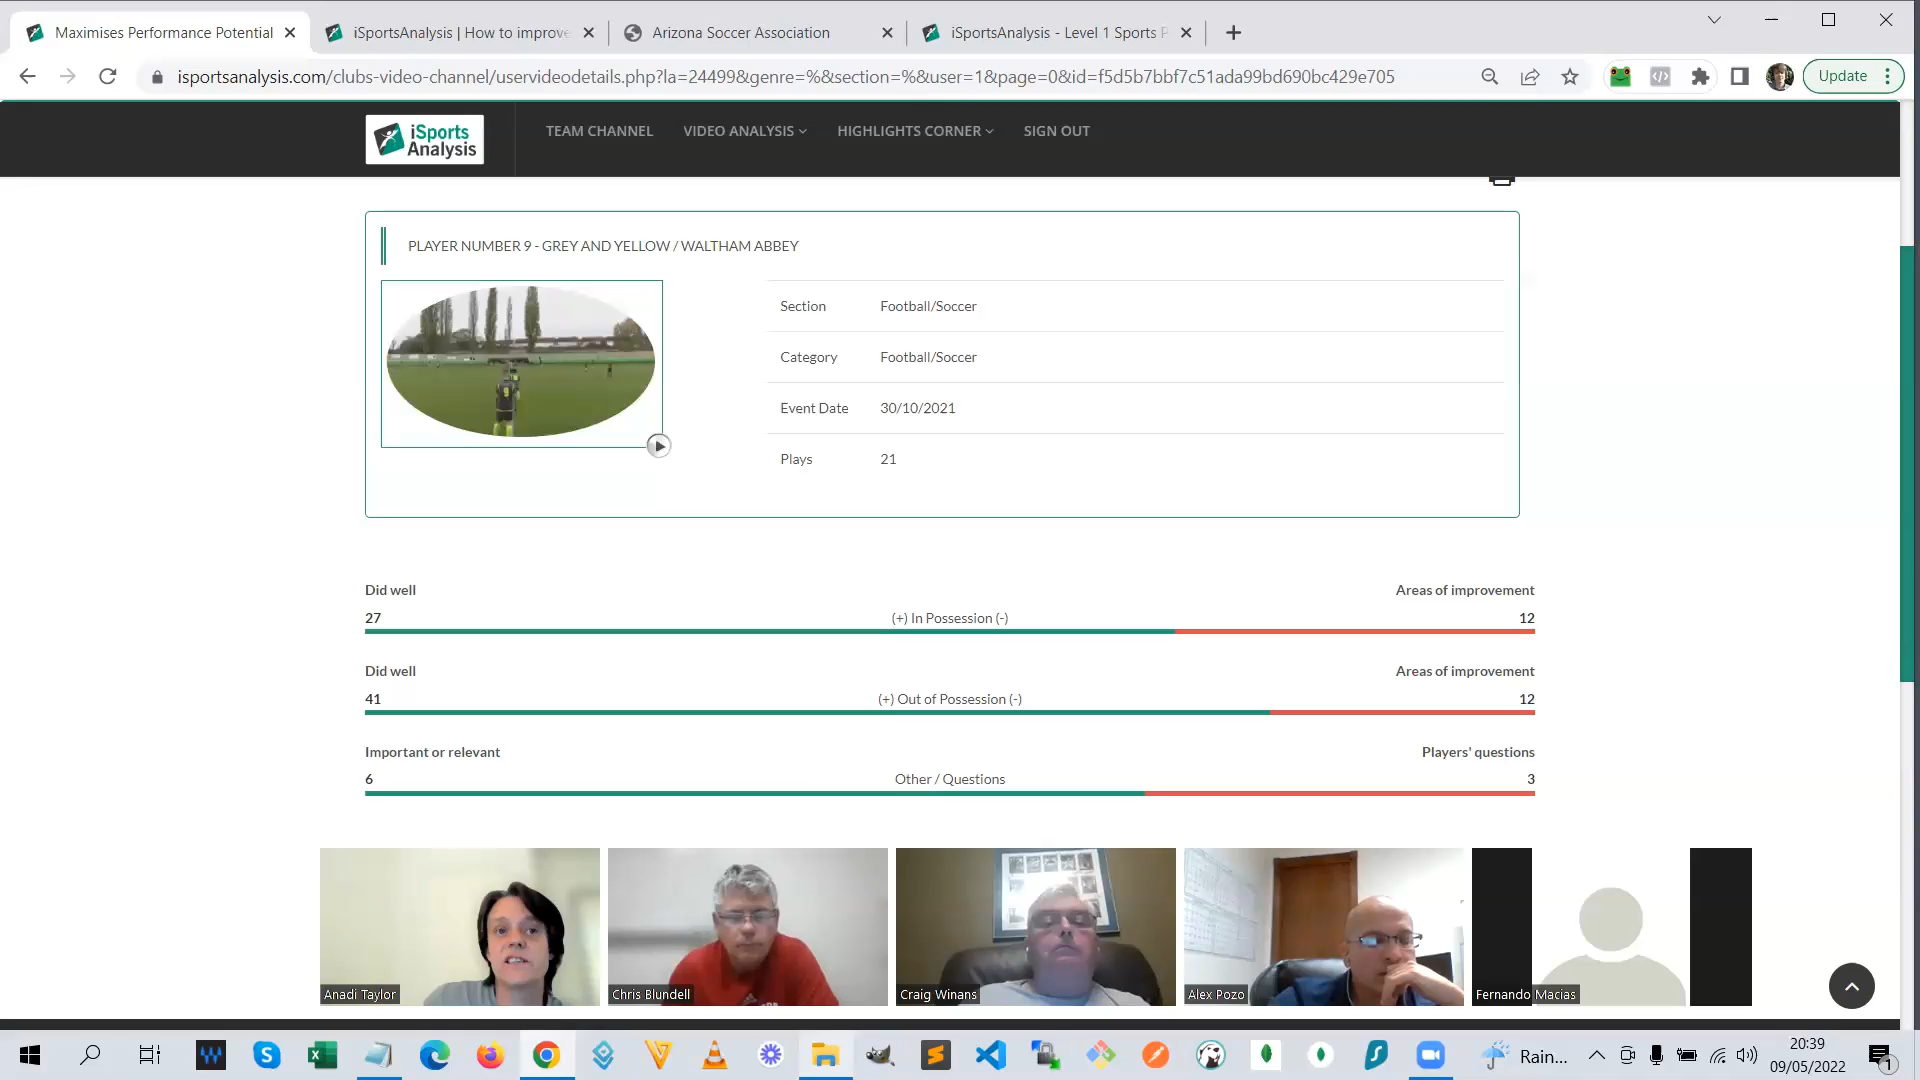 Maximises Performance Potential
iSportsAnalysis | How to improve
Arizona Soccer Association
iSportsAnalysis - Level 1 Sports P
isportsanalysis.com/clubs-video-channel/uservideodetails.php?la=24499&genre=%&section=%&user=1&page=0&id=f5d5b7bbf7c51ada99bd690bc429e705
Update
iSports
Analysis
TEAM CHANNEL
VIDEO ANALYSIS
HIGHLIGHTS CORNER
SIGN OUT
PLAYER NUMBER 9 - GREY AND YELLOW / WALTHAM ABBEY
Section Football/Soccer
Category Football/Soccer
Event Date 30/10/2021
Plays 21
Did well Areas of improvement
27 (+) In Possession (-) 12
Did well Areas of improvement
41 (+) Out of Possession (-) 12
Important or relevant Players' questions
6 Other / Questions 3
Anadi Taylor
Chris Blundell
Craig Winans
Alex Pozo
Fernando Macias
Rain...
20:39
09/05/2022
1